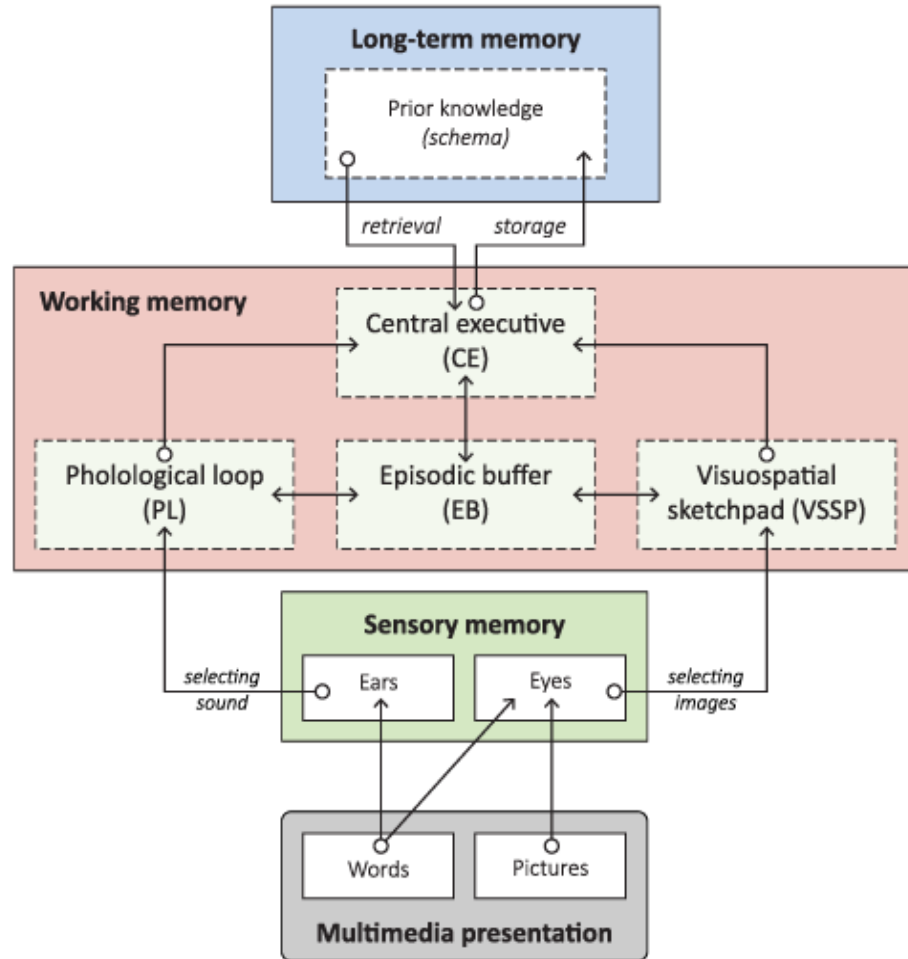 Long-term memory
Prior knowledge
(schema)
retrieval
storage
Working memory
Central executive
(CE)
Pholological loop
(PL)
Episodic buffer
(EB)
Visuospatial
sketchpad (VSSP)
Sensory memory
selecting
sound
Ears
Eyes
selecting
images
Words
Pictures
Multimedia presentation